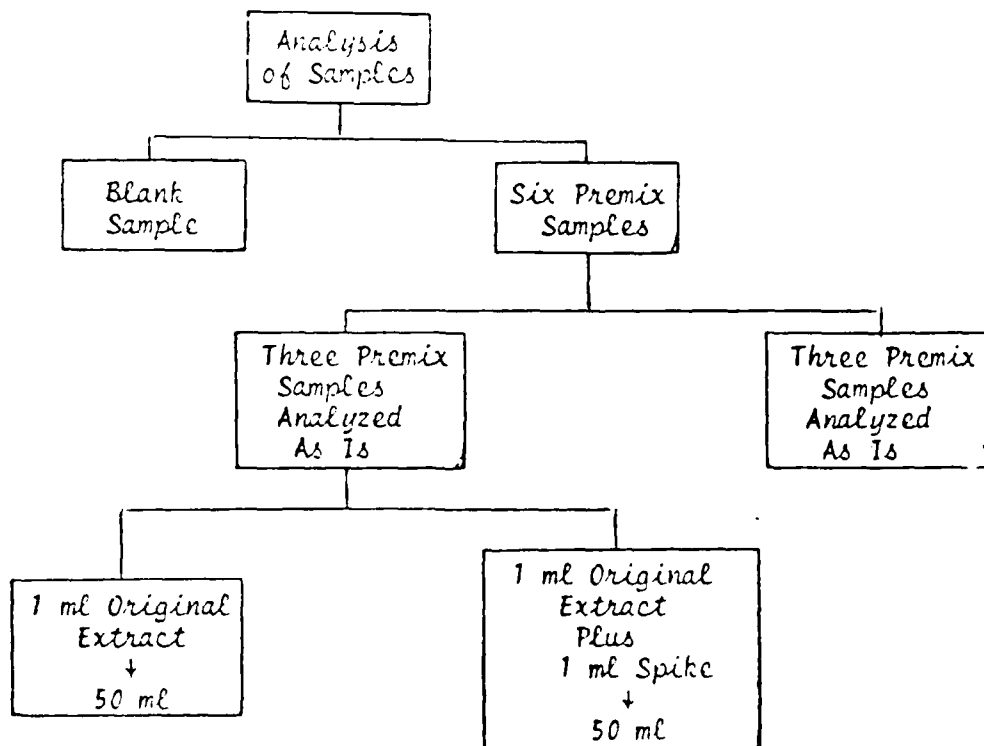 Analysis
of Samples
Blank
Sample
Six Premix
Samples
Three Premix
Samples
Analyzed
As Is
Three Premix
Samples
Analyzed
As Is
1 ml Original
Extract
↓
50 ml
1 ml Original
Extract
Plus
1 ml Spike
↓
50 ml